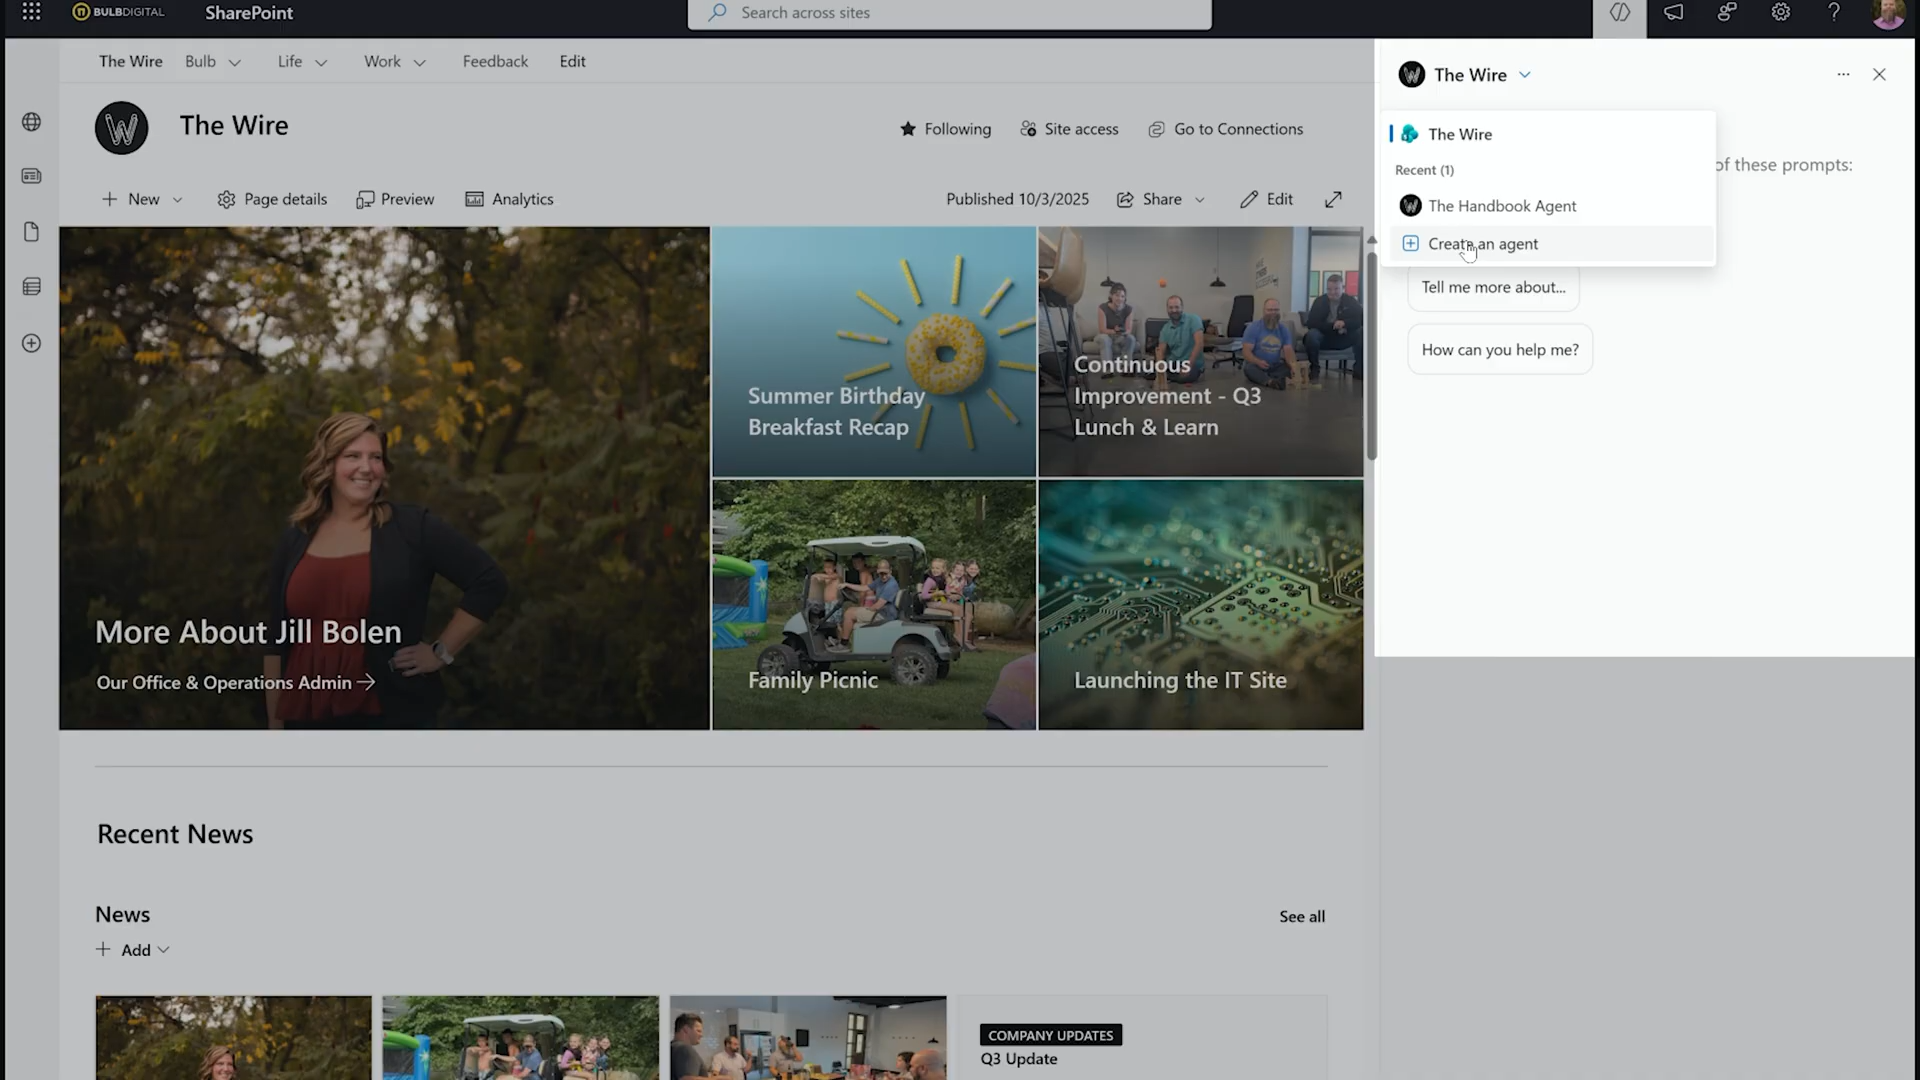 BULBDIGITAL
SharePoint
Search across sites
?
The Wire
Bulb
Life
Work
Feedback
Edit
The Wire
Following
Site access
Go to Connections
New
Page details
Preview
Analytics
Published 10/3/2025
Share
Edit
Summer Birthday
Breakfast Recap
Continuous
Improvement - Q3
Lunch & Learn
More About Jill Bolen
Our Office & Operations Admin
Family Picnic
Launching the IT Site
Recent News
News
See all
Add
COMPANY UPDATES
Q3 Update
The Wire
The Wire
of these prompts:
Recent (1)
The Handbook Agent
Create an agent
Tell me more about...
How can you help me?